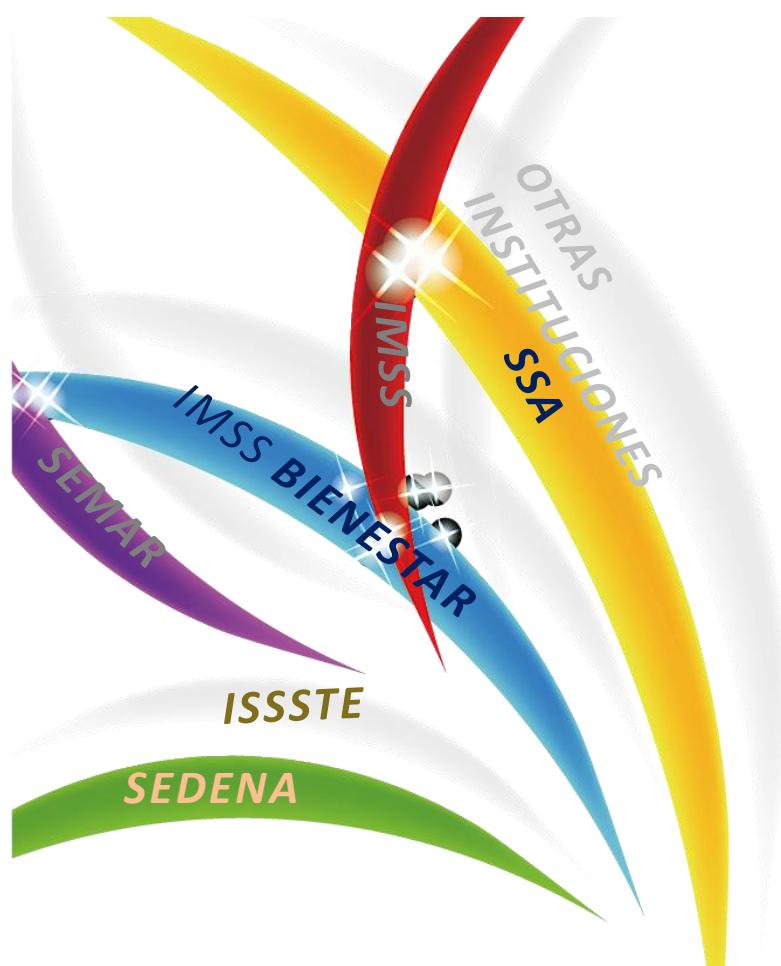 OTRAS
INSTITUCIONES
IMSS
SSA
IMSS BIENESTAR
SEMAR
ISSSTE
SEDENA